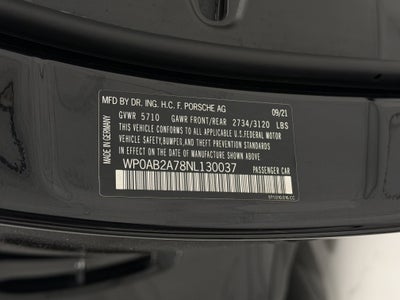 MFD BY DR. ING. H.C. F. PORSCHE AG 09/21
GVWR 5710 GAWR FRONT/REAR 2734/3120 LBS
MADE IN GERMANY
THIS VEHICLE CONFORMS TO ALL APPLICABLE U.S.FEDERAL MOTOR
VEHICLE SAFETY,BUMPER,AND THEFT PREVENTION STANDARDS
IN EFFECT ON THE DATE OF MANUFACTURE SHOWN ABOVE.
WP0AB2A78NL130037 PASSENGER CAR